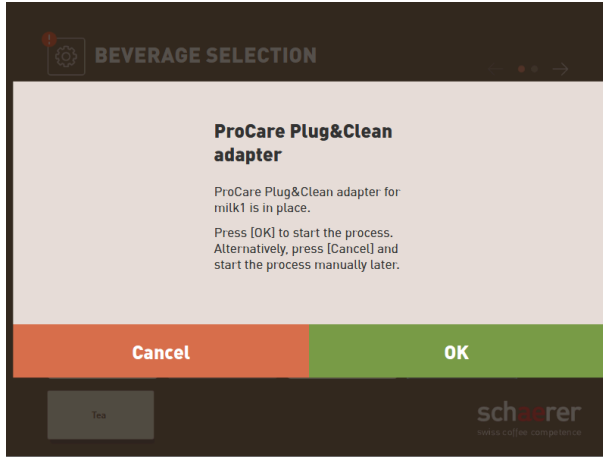 !
BEVERAGE SELECTION
ProCare Plug&Clean
adapter
ProCare Plug&Clean adapter for
milk1 is in place.
Press [OK] to start the process.
Alternatively, press [Cancel] and
start the process manually later.
Cancel
OK
Tea
schaerer
swiss coffee competence